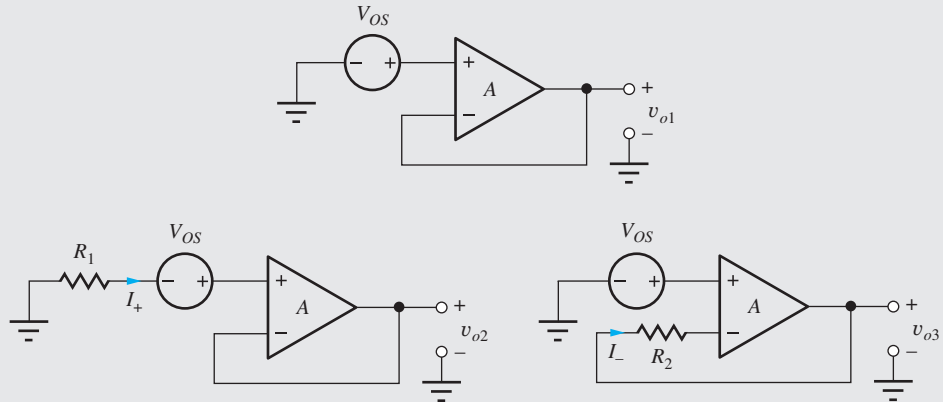 V_OS
− +
+
A
−
+
v_o1
−
R_1
V_OS
I_+
− +
+
A
−
+
v_o2
−
V_OS
− +
+
A
−
I_−
R_2
+
v_o3
−